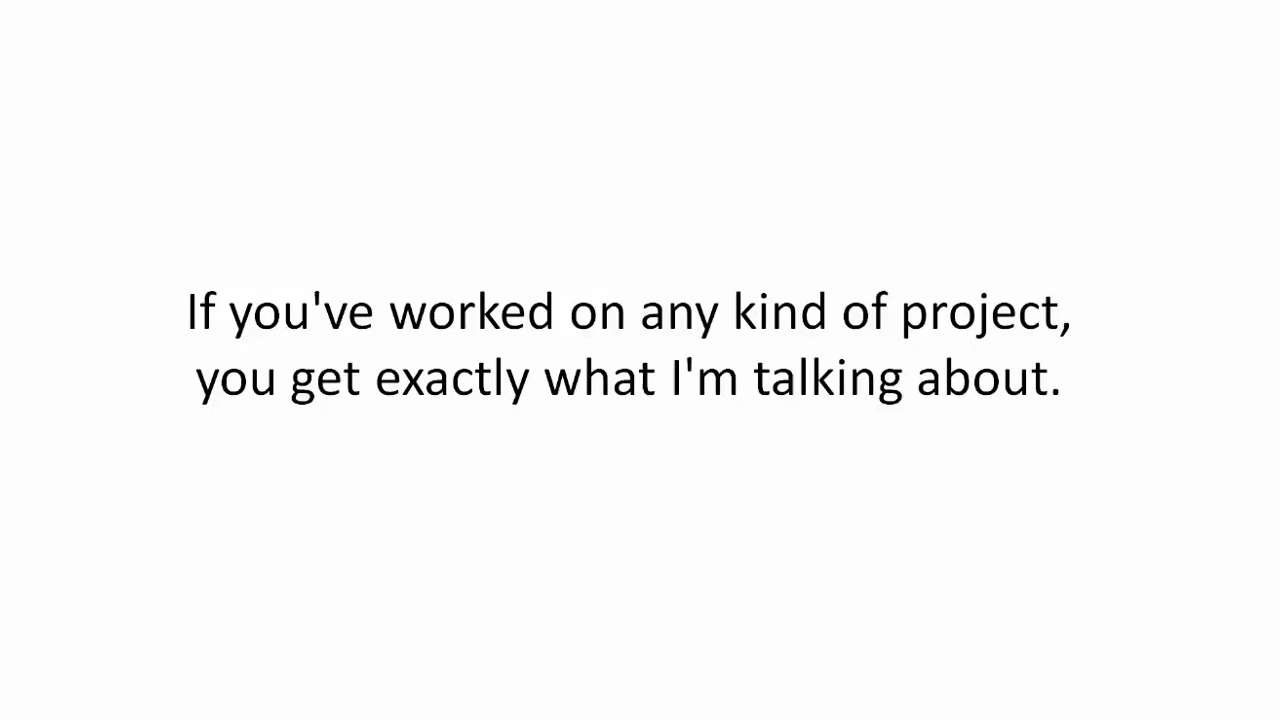 If you've worked on any kind of project,
you get exactly what I'm talking about.